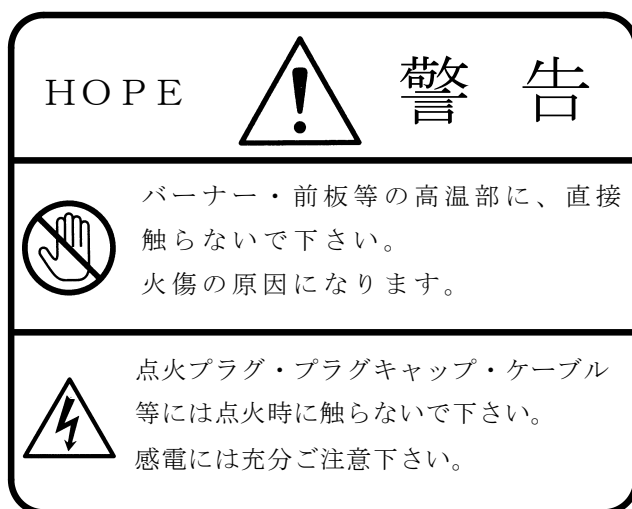 HOPE 警告
バーナー・前板等の高温部に、直接
触らないで下さい。
火傷の原因になります。
点火プラグ・プラグキャップ・ケーブル
等には点火時に触らないで下さい。
感電には充分ご注意下さい。